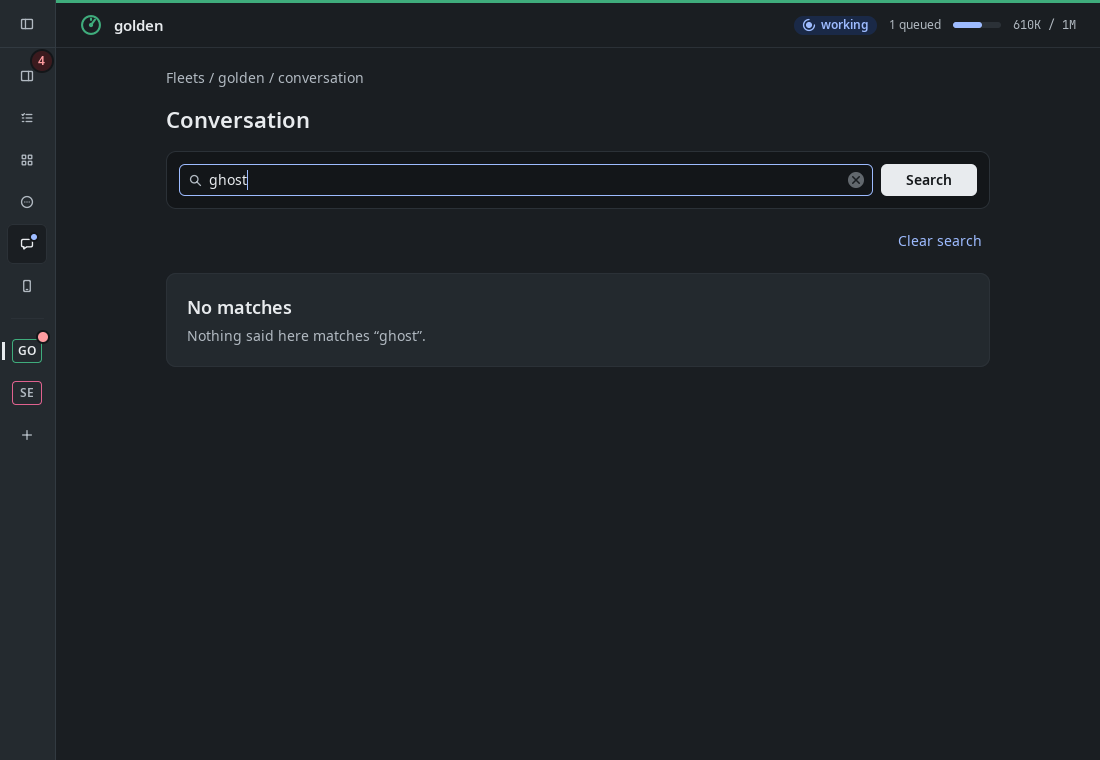 golden
working
1 queued
610K / 1M
4
Fleets / golden / conversation
Conversation
ghost
Search
Clear search
No matches
Nothing said here matches “ghost”.
GO
SE